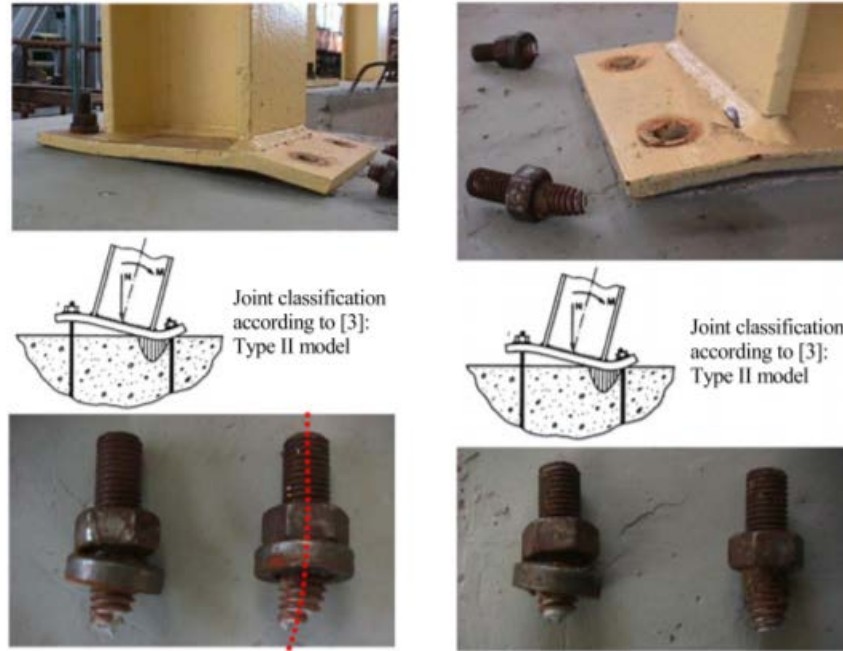 N
M
Joint classification
according to [3]:
Type II model
N
M
Joint classification
according to [3]:
Type II model